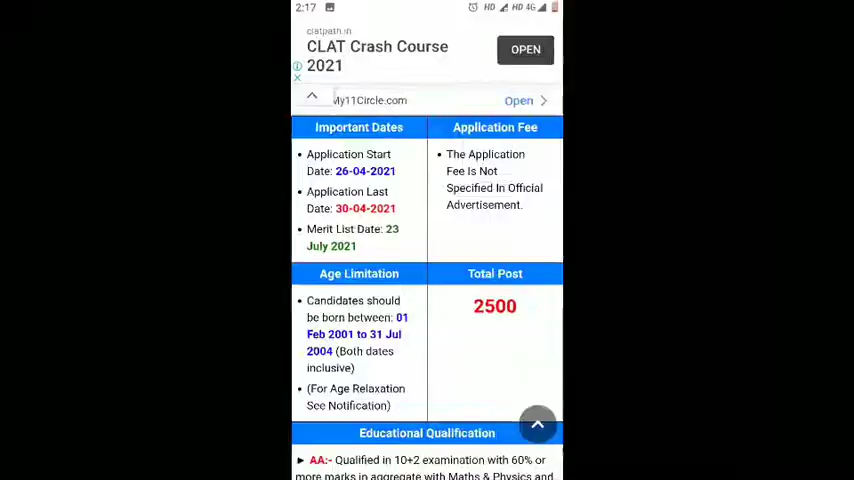 2:17 HD HD 4G
clatpath.in
CLAT Crash Course
2021
OPEN
My11Circle.com
Open
Important Dates
• Application Start
Date: 26-04-2021
• Application Last
Date: 30-04-2021
• Merit List Date: 23
July 2021
Application Fee
• The Application
Fee Is Not
Specified In Official
Advertisement.
Age Limitation
• Candidates should
be born between: 01
Feb 2001 to 31 Jul
2004 (Both dates
inclusive)
• (For Age Relaxation
See Notification)
Total Post
2500
Educational Qualification
► AA:- Qualified in 10+2 examination with 60% or
more marks in aggregate with Maths & Physics and